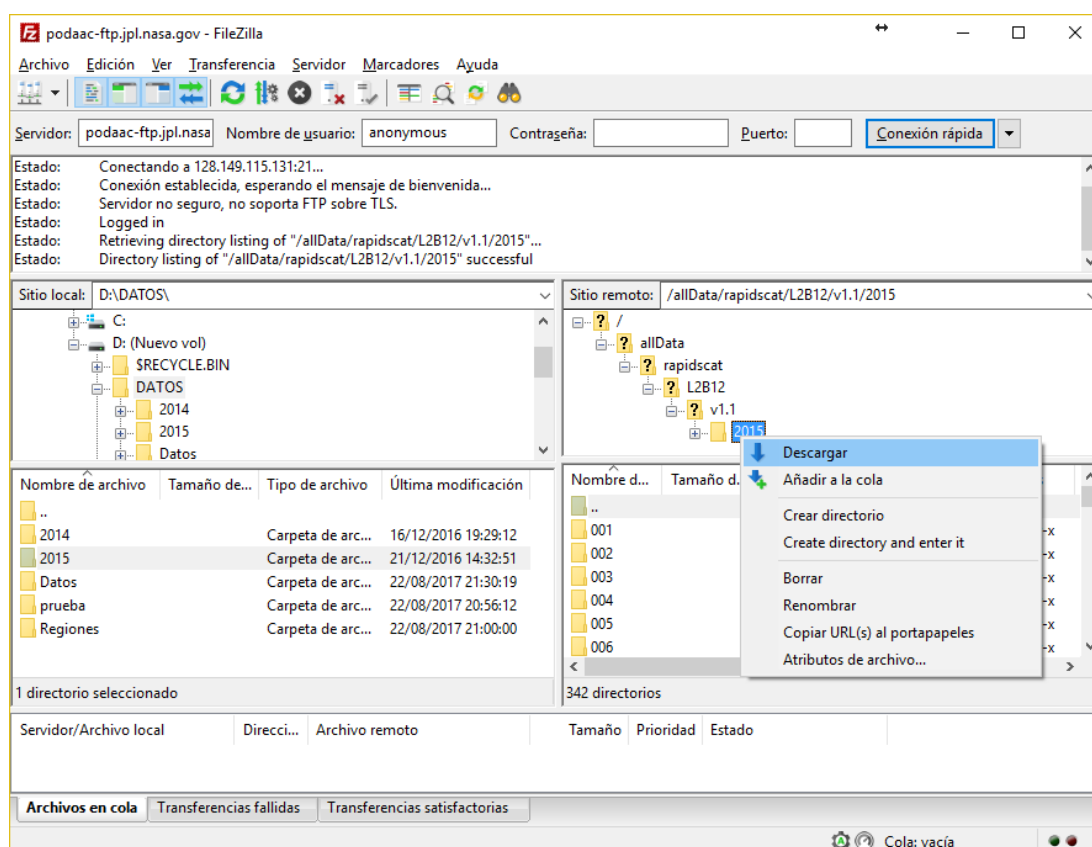 podaac-ftp.jpl.nasa.gov - FileZilla
Archivo Edición Ver Transferencia Servidor Marcadores Ayuda
Servidor: podaac-ftp.jpl.nasa Nombre de usuario: anonymous Contraseña: Puerto: Conexión rápida
Estado: Conectando a 128.149.115.131:21...
Estado: Conexión establecida, esperando el mensaje de bienvenida...
Estado: Servidor no seguro, no soporta FTP sobre TLS.
Estado: Logged in
Estado: Retrieving directory listing of "/allData/rapidscat/L2B12/v1.1/2015"...
Estado: Directory listing of "/allData/rapidscat/L2B12/v1.1/2015" successful
Sitio local: D:\DATOS\
C:
D: (Nuevo vol)
$RECYCLE.BIN
DATOS
2014
2015
Datos
Nombre de archivo Tamaño de... Tipo de archivo Última modificación
..
2014 Carpeta de arc... 16/12/2016 19:29:12
2015 Carpeta de arc... 21/12/2016 14:32:51
Datos Carpeta de arc... 22/08/2017 21:30:19
prueba Carpeta de arc... 22/08/2017 20:56:12
Regiones Carpeta de arc... 22/08/2017 21:00:00
1 directorio seleccionado
Sitio remoto: /allData/rapidscat/L2B12/v1.1/2015
/
allData
rapidscat
L2B12
v1.1
2015
Descargar
Añadir a la cola
Crear directorio
Create directory and enter it
Borrar
Renombrar
Copiar URL(s) al portapapeles
Atributos de archivo...
Nombre d... Tamaño d.
..
001 -x
002 -x
003 -x
004 -x
005 -x
006 -x
342 directorios
Servidor/Archivo local Direcci... Archivo remoto Tamaño Prioridad Estado
Archivos en cola Transferencias fallidas Transferencias satisfactorias
Cola: vacía